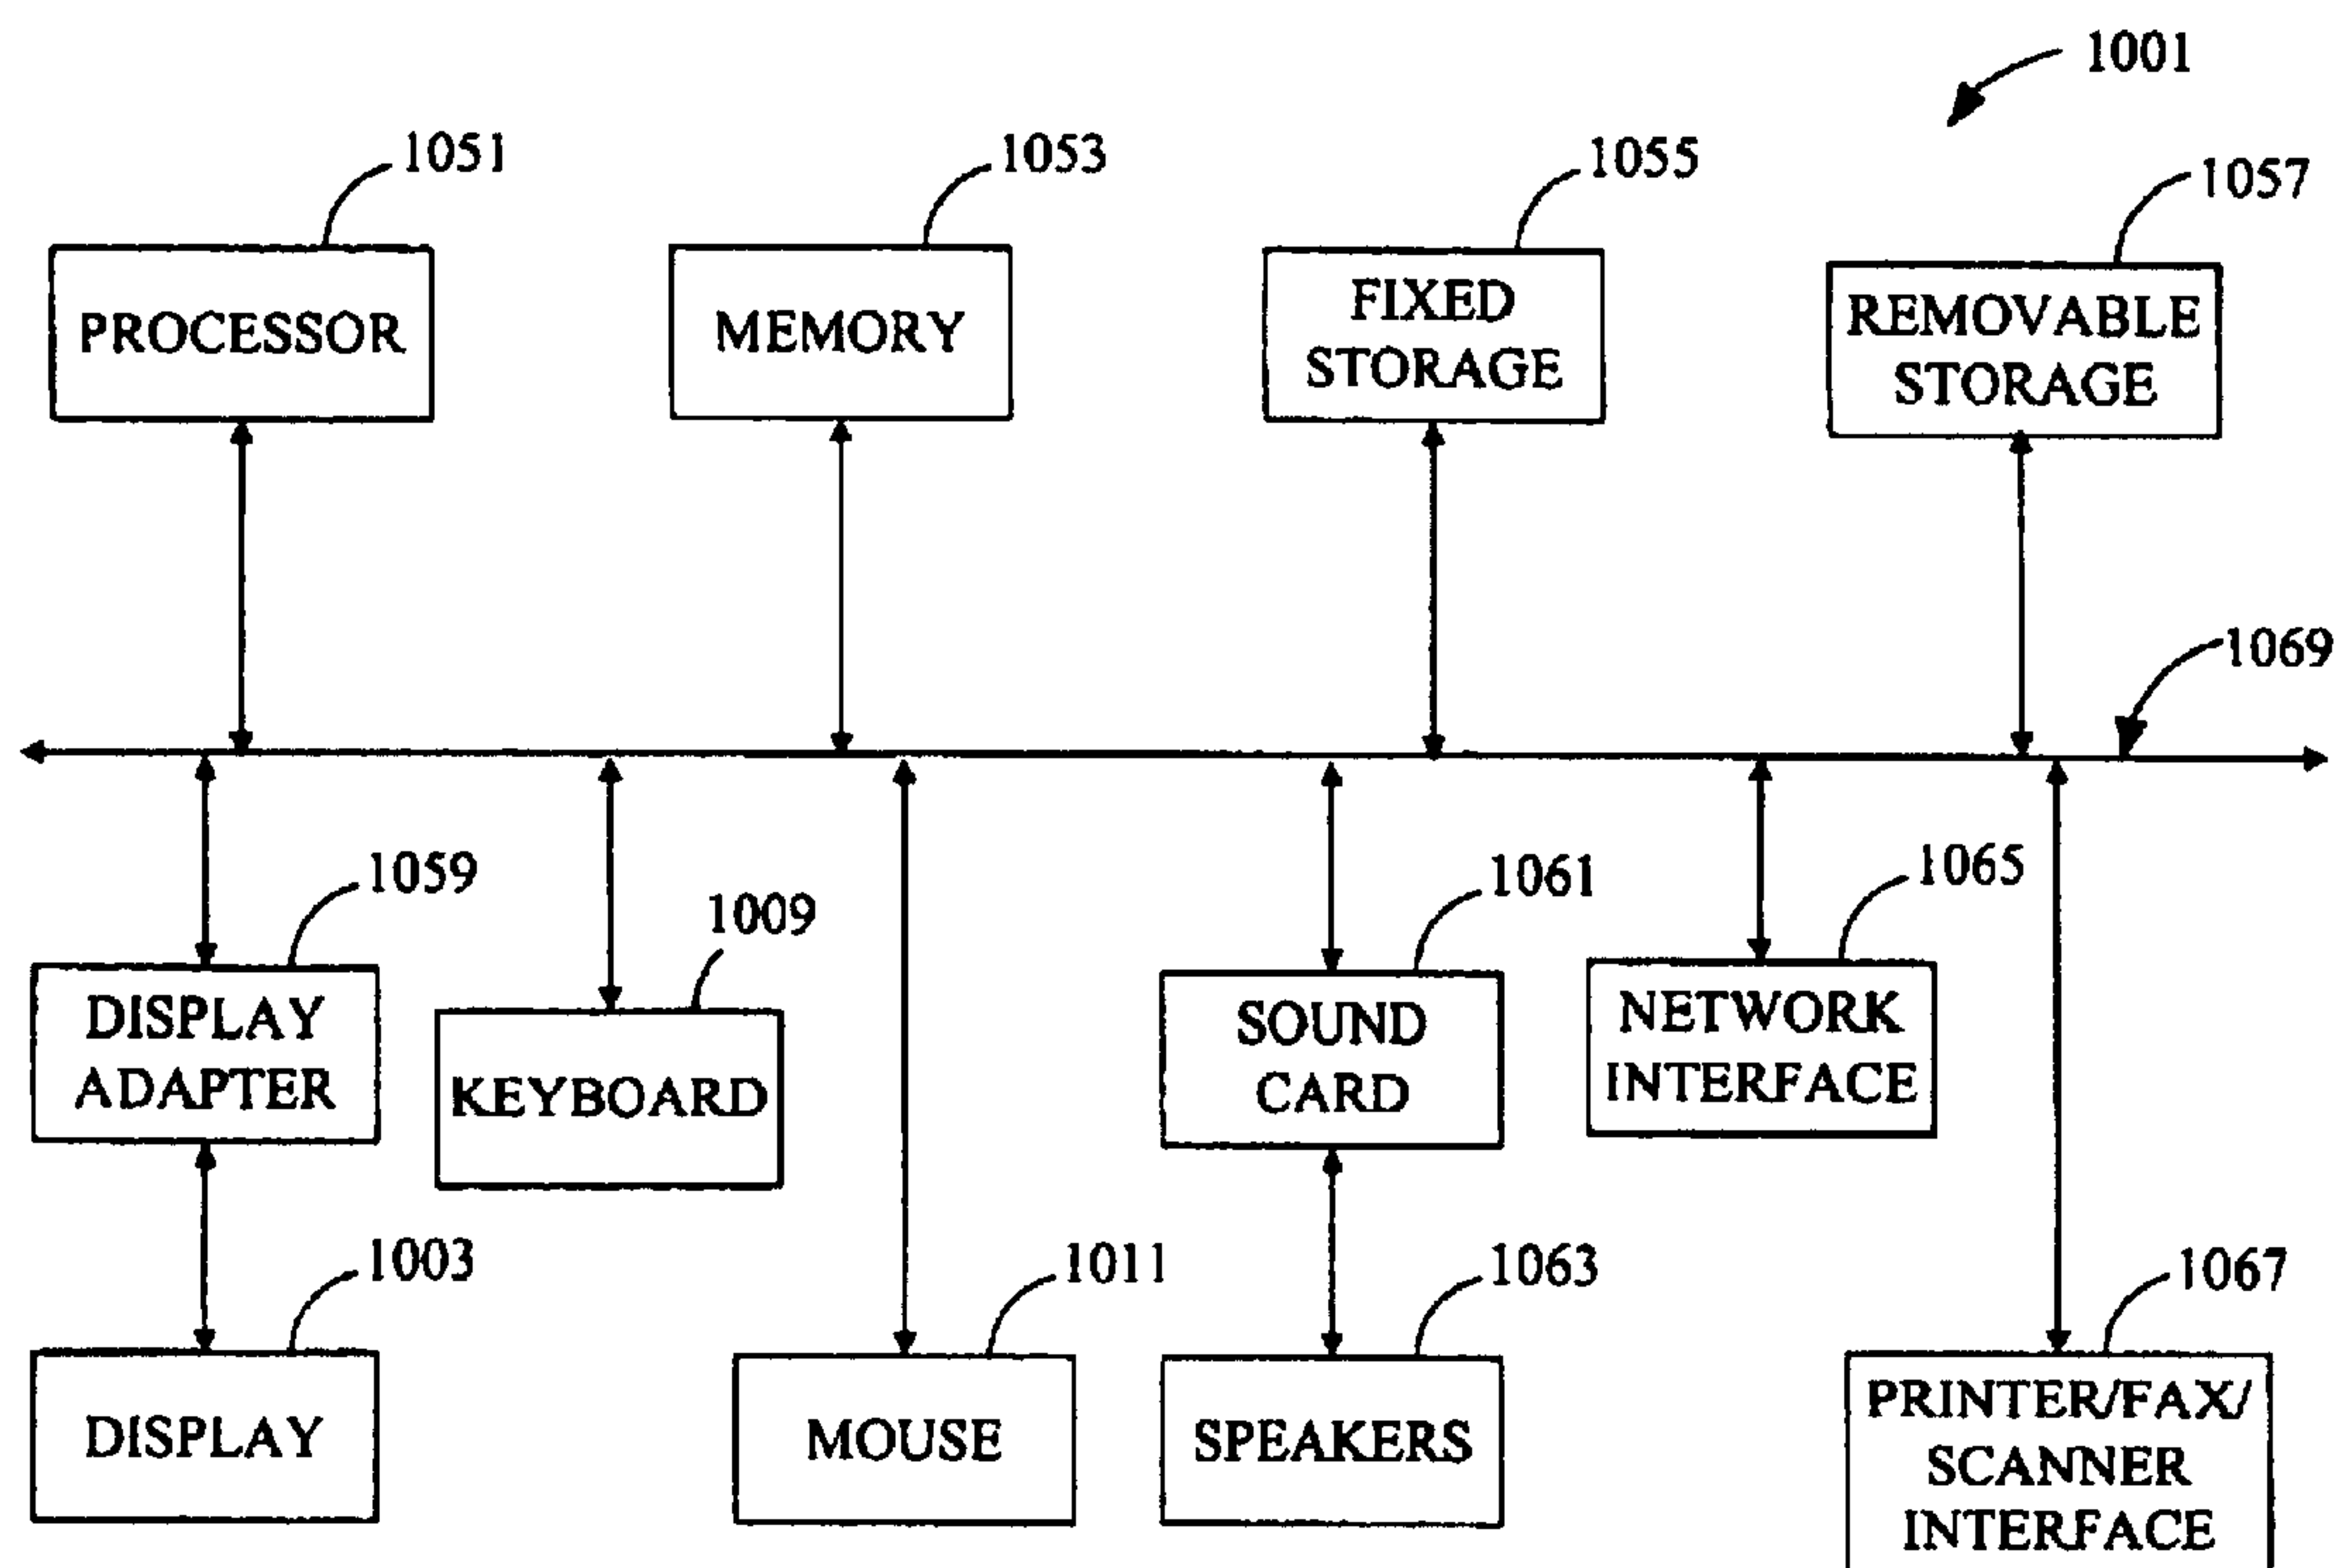 1001
1051
1053
1055
1057
PROCESSOR
MEMORY
FIXED
STORAGE
REMOVABLE
STORAGE
1069
1059
1009
1061
1065
DISPLAY
ADAPTER
KEYBOARD
SOUND
CARD
NETWORK
INTERFACE
1003
1011
1063
1067
DISPLAY
MOUSE
SPEAKERS
PRINTER/FAX/
SCANNER
INTERFACE